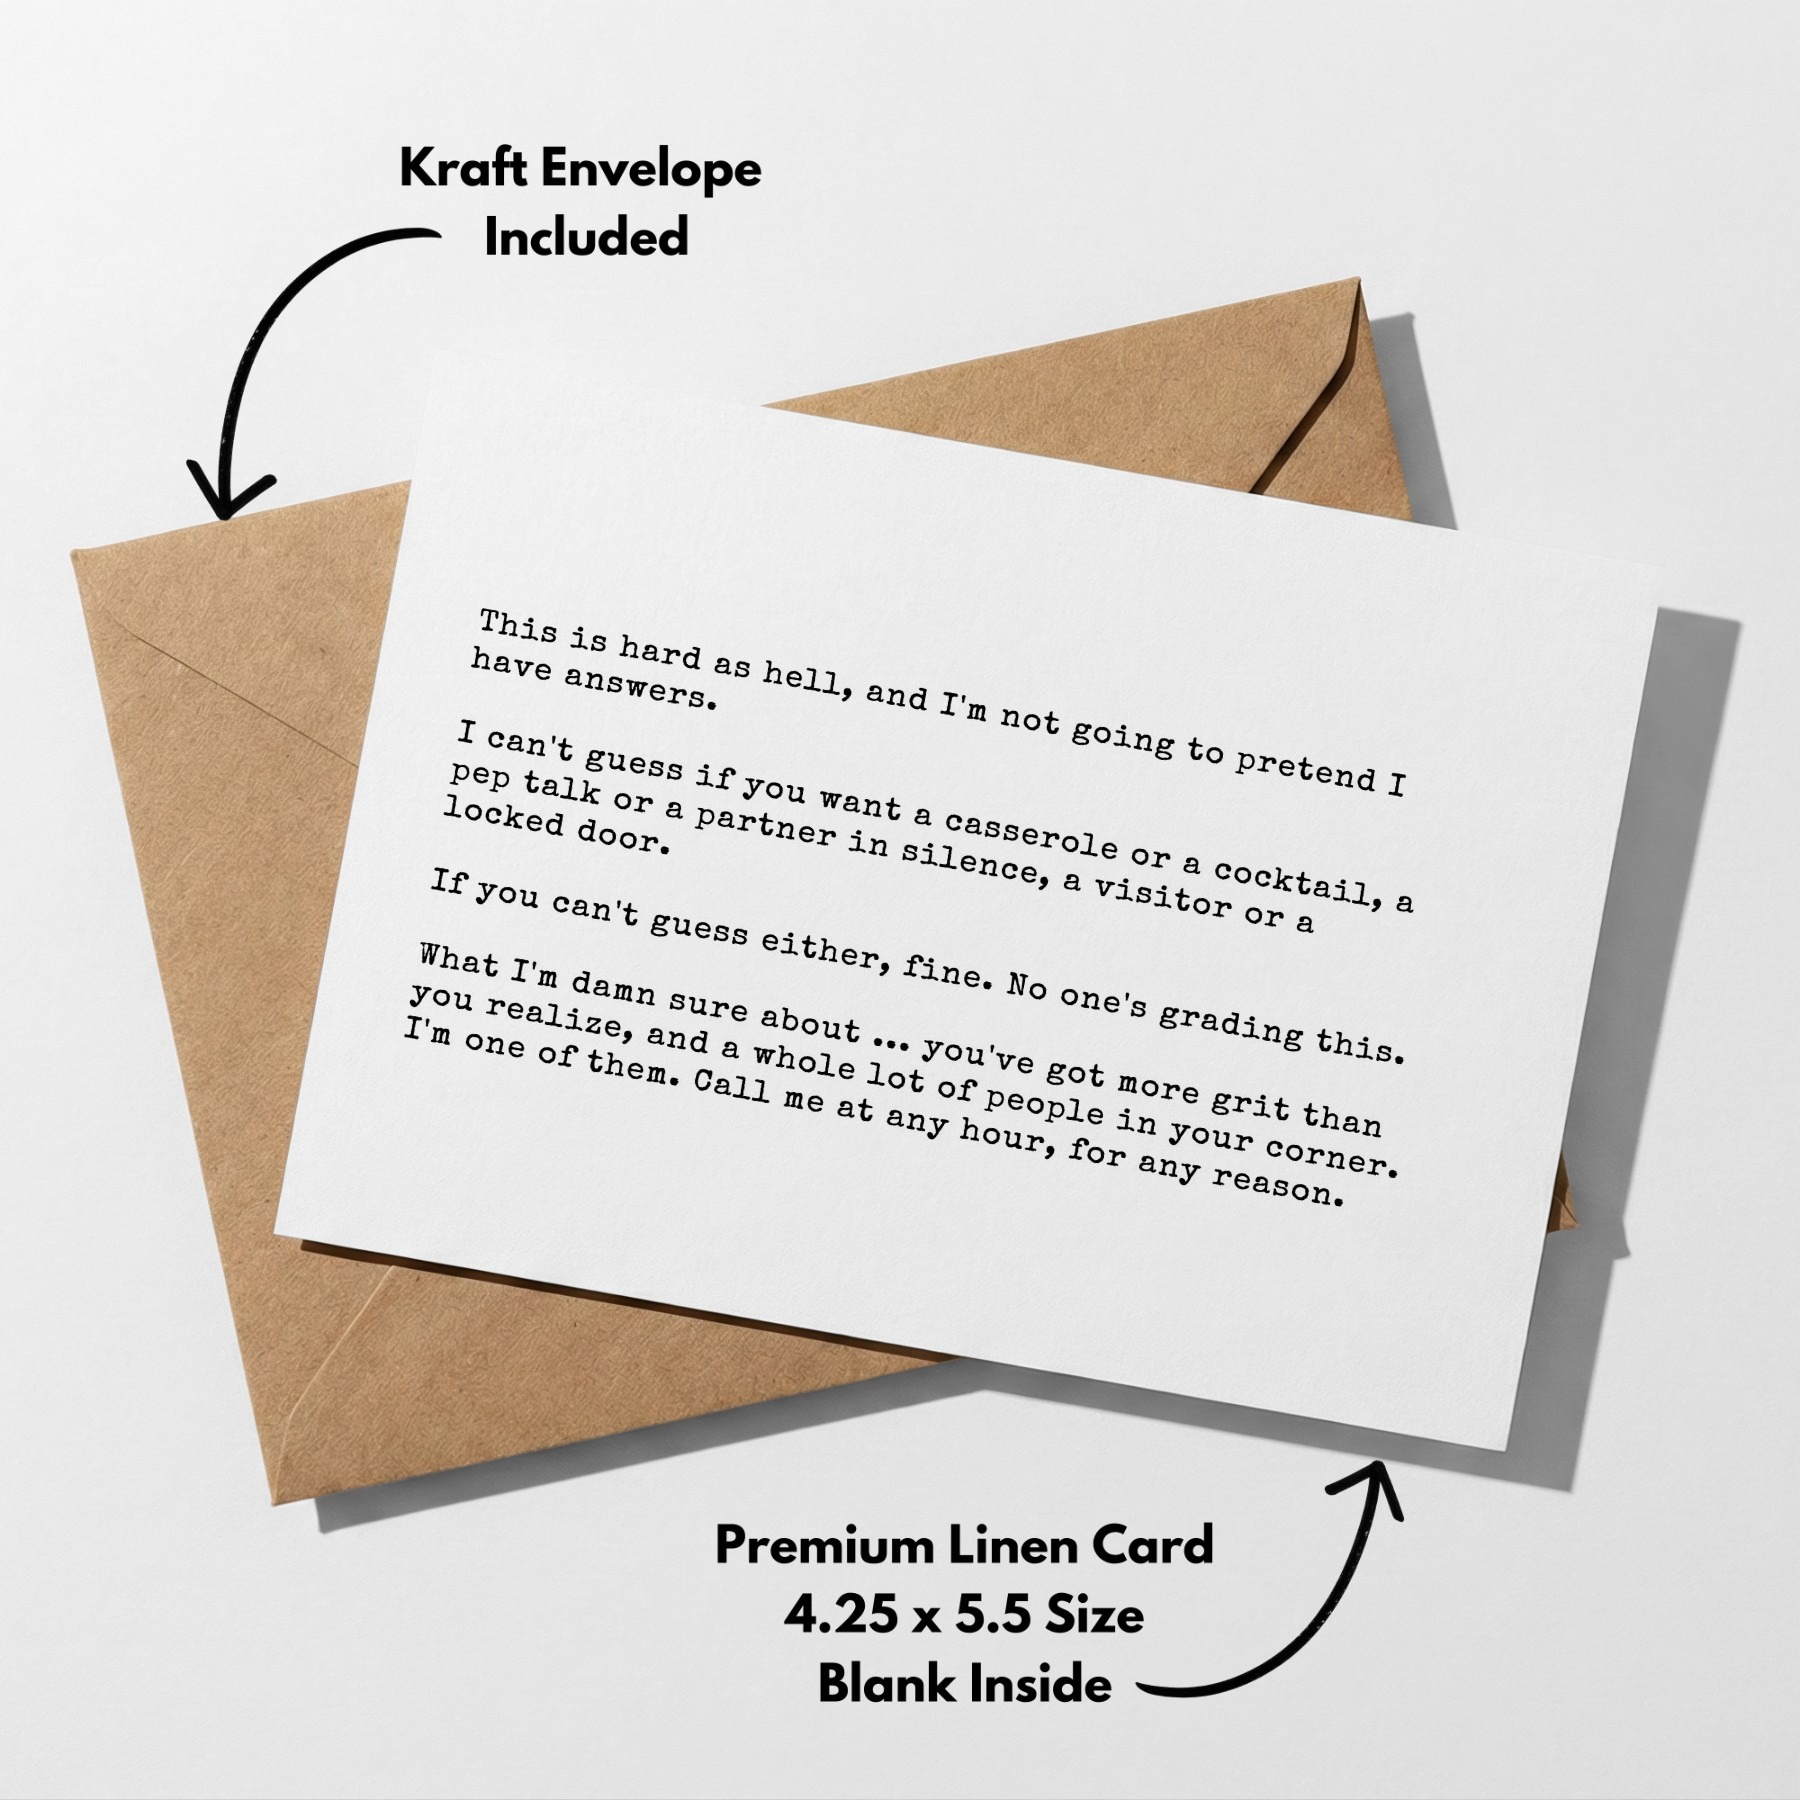 Kraft Envelope
Included
This is hard as hell, and I'm not going to pretend I
have answers.
I can't guess if you want a casserole or a cocktail, a
pep talk or a partner in silence, a visitor or a
locked door.
If you can't guess either, fine. No one's grading this.
What I'm damn sure about ... you've got more grit than
you realize, and a whole lot of people in your corner.
I'm one of them. Call me at any hour, for any reason.
Premium Linen Card
4.25 x 5.5 Size
Blank Inside